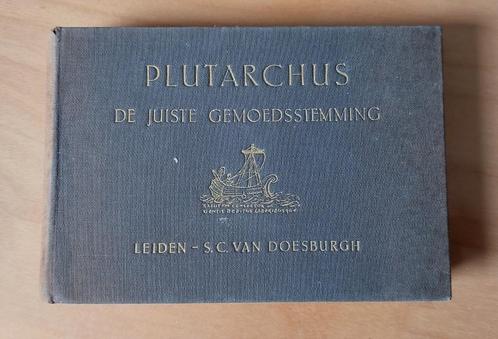 PLUTARCHUS
DE JUISTE GEMOEDSSTEMMING
LEIDEN - S.C. VAN DOESBURGH